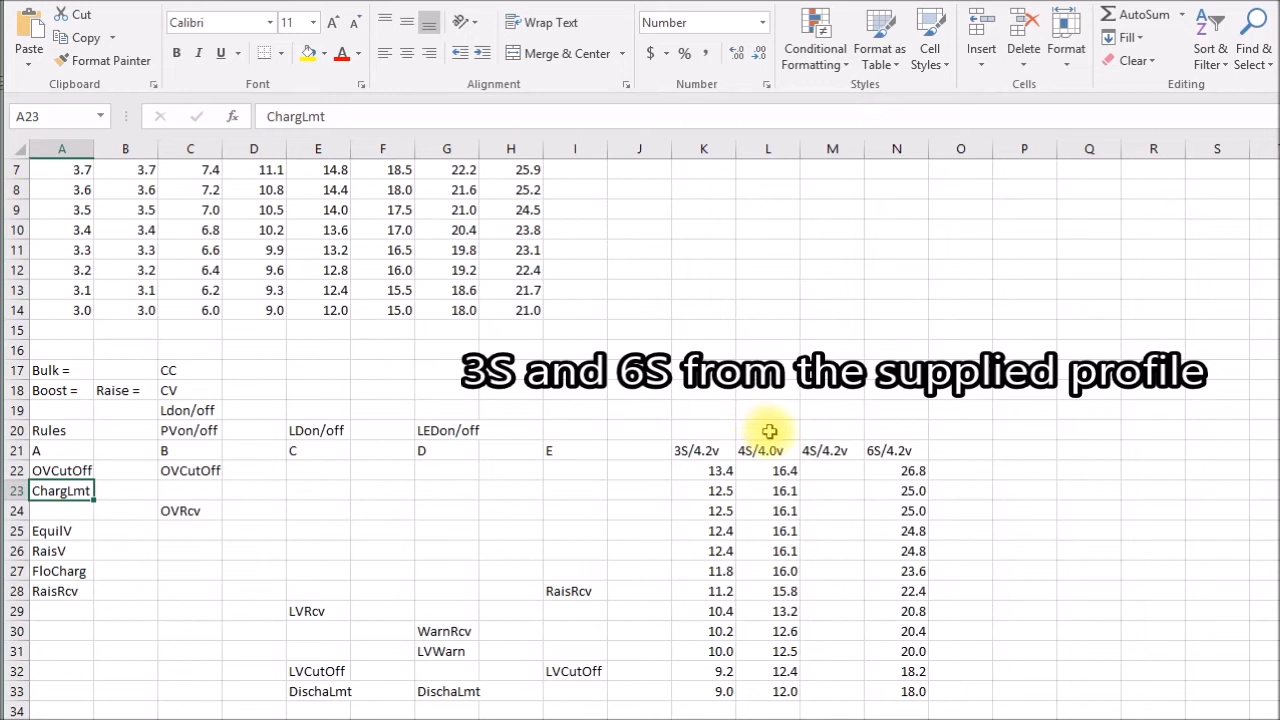 Cut Calibri 11 Wrap Text Number AutoSum
Copy Fill
Paste Format Painter B I U Merge & Center $ % , Conditional Formatting Format as Table Cell Styles Insert Delete Format Clear Sort & Filter Find & Select
Clipboard Font Alignment Number Styles Cells Editing
A23 fx ChargLmt
A B C D E F G H I J K L M N O P Q R S
7 3.7 3.7 7.4 11.1 14.8 18.5 22.2 25.9
8 3.6 3.6 7.2 10.8 14.4 18.0 21.6 25.2
9 3.5 3.5 7.0 10.5 14.0 17.5 21.0 24.5
10 3.4 3.4 6.8 10.2 13.6 17.0 20.4 23.8
11 3.3 3.3 6.6 9.9 13.2 16.5 19.8 23.1
12 3.2 3.2 6.4 9.6 12.8 16.0 19.2 22.4
13 3.1 3.1 6.2 9.3 12.4 15.5 18.6 21.7
14 3.0 3.0 6.0 9.0 12.0 15.0 18.0 21.0
15
16
3S and 6S from the supplied profile
17 Bulk = CC
18 Boost = Raise = CV
19 Ldon/off
20 Rules PVon/off LDon/off LEDon/off
21 A B C D E 3S/4.2v 4S/4.0v 4S/4.2v 6S/4.2v
22 OVCutOff OVCutOff 13.4 16.4 26.8
23 ChargLmt 12.5 16.1 25.0
24 OVRcv 12.5 16.1 25.0
25 EquilV 12.4 16.1 24.8
26 RaisV 12.4 16.1 24.8
27 FloCharg 11.8 16.0 23.6
28 RaisRcv RaisRcv 11.2 15.8 22.4
29 LVRcv 10.4 13.2 20.8
30 WarnRcv 10.2 12.6 20.4
31 LVWarn 10.0 12.5 20.0
32 LVCutOff LVCutOff 9.2 12.4 18.2
33 DischaLmt DischaLmt 9.0 12.0 18.0
34